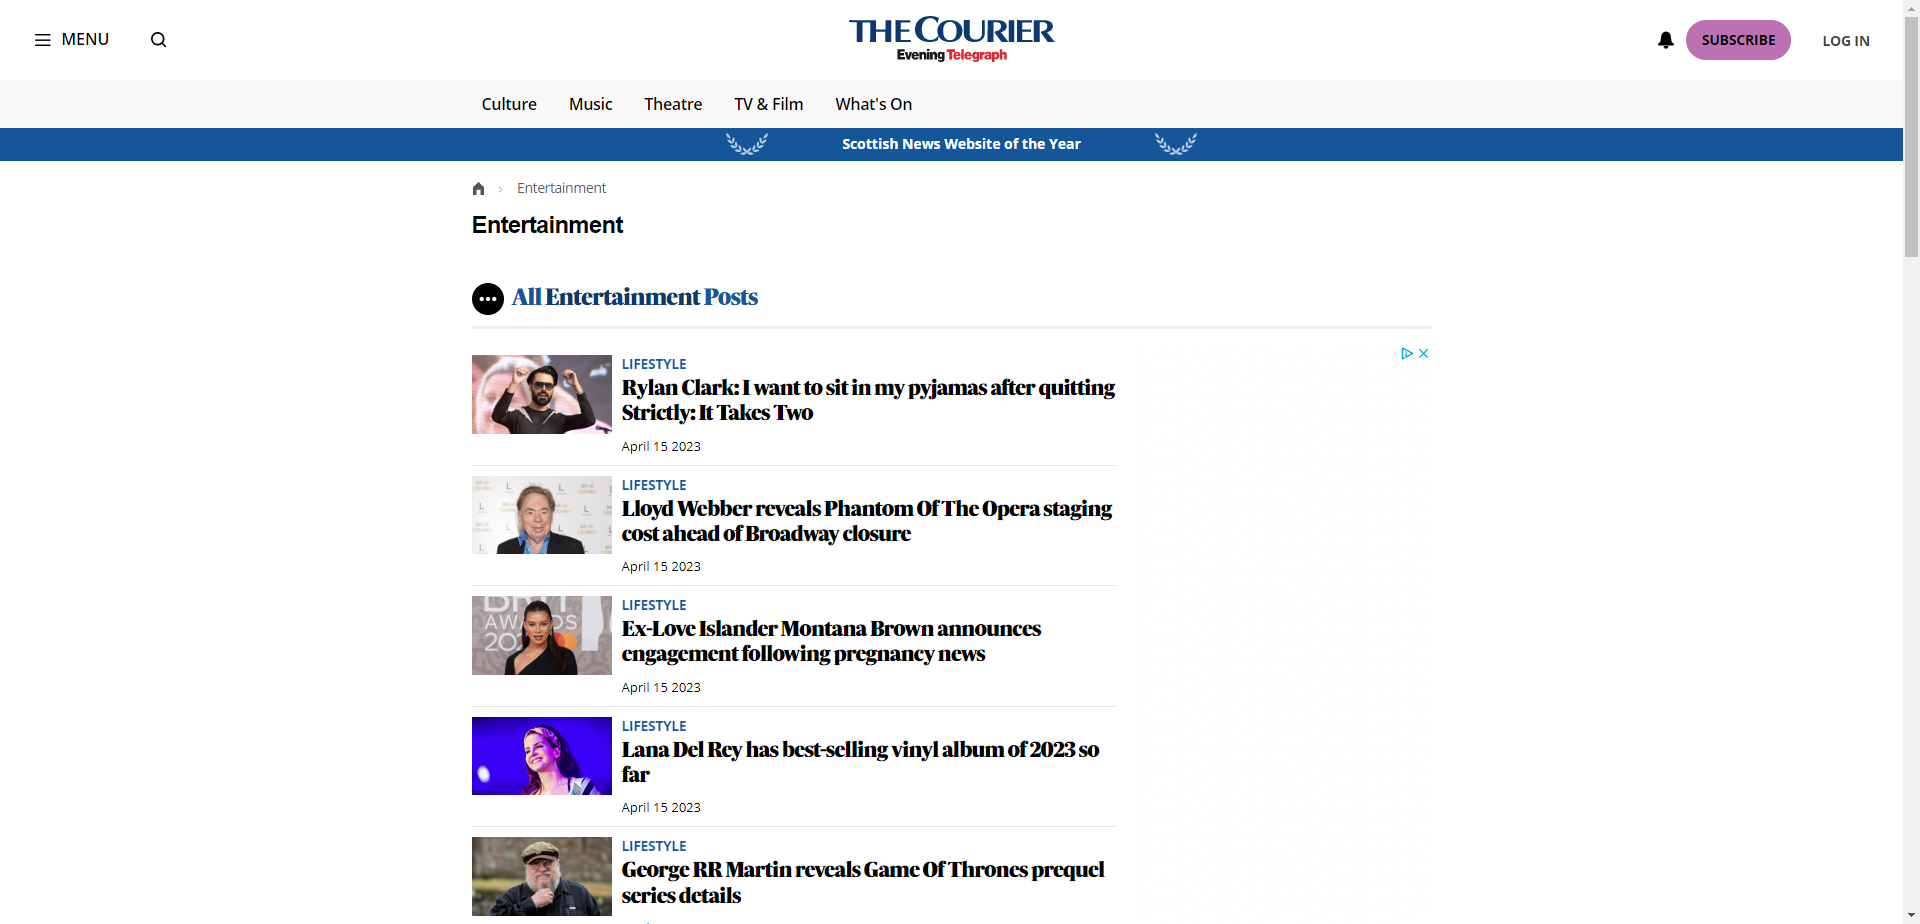 MENU
THE COURIER
Evening Telegraph
SUBSCRIBE
LOG IN
Culture
Music
Theatre
TV & Film
What's On
Scottish News Website of the Year
Entertainment
Entertainment
All Entertainment Posts
LIFESTYLE
Rylan Clark: I want to sit in my pyjamas after quitting
Strictly: It Takes Two
April 15 2023
LIFESTYLE
Lloyd Webber reveals Phantom Of The Opera staging
cost ahead of Broadway closure
April 15 2023
AWARDS
LIFESTYLE
Ex-Love Islander Montana Brown announces
engagement following pregnancy news
April 15 2023
LIFESTYLE
Lana Del Rey has best-selling vinyl album of 2023 so
far
April 15 2023
LIFESTYLE
George RR Martin reveals Game Of Thrones prequel
series details